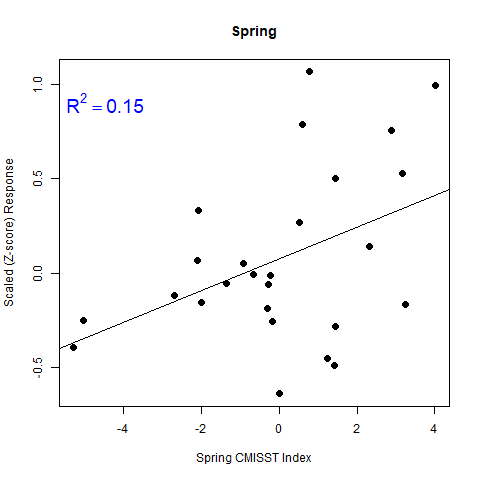 Spring
R² = 0.15
Scaled (Z-score) Response
1.0
0.5
0.0
-0.5
-4 -2 0 2 4
Spring CMISST Index